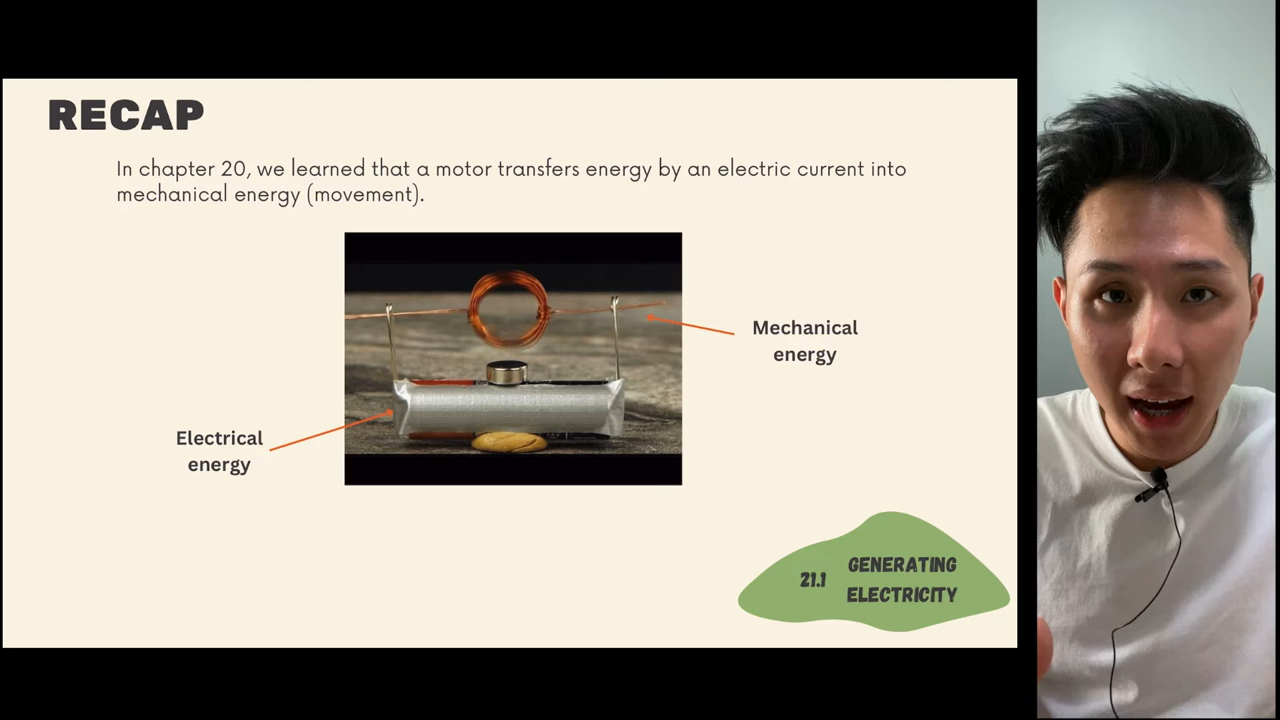 RECAP
In chapter 20, we learned that a motor transfers energy by an electric current into
mechanical energy (movement).
Mechanical
energy
Electrical
energy
21.1
GENERATING
ELECTRICITY